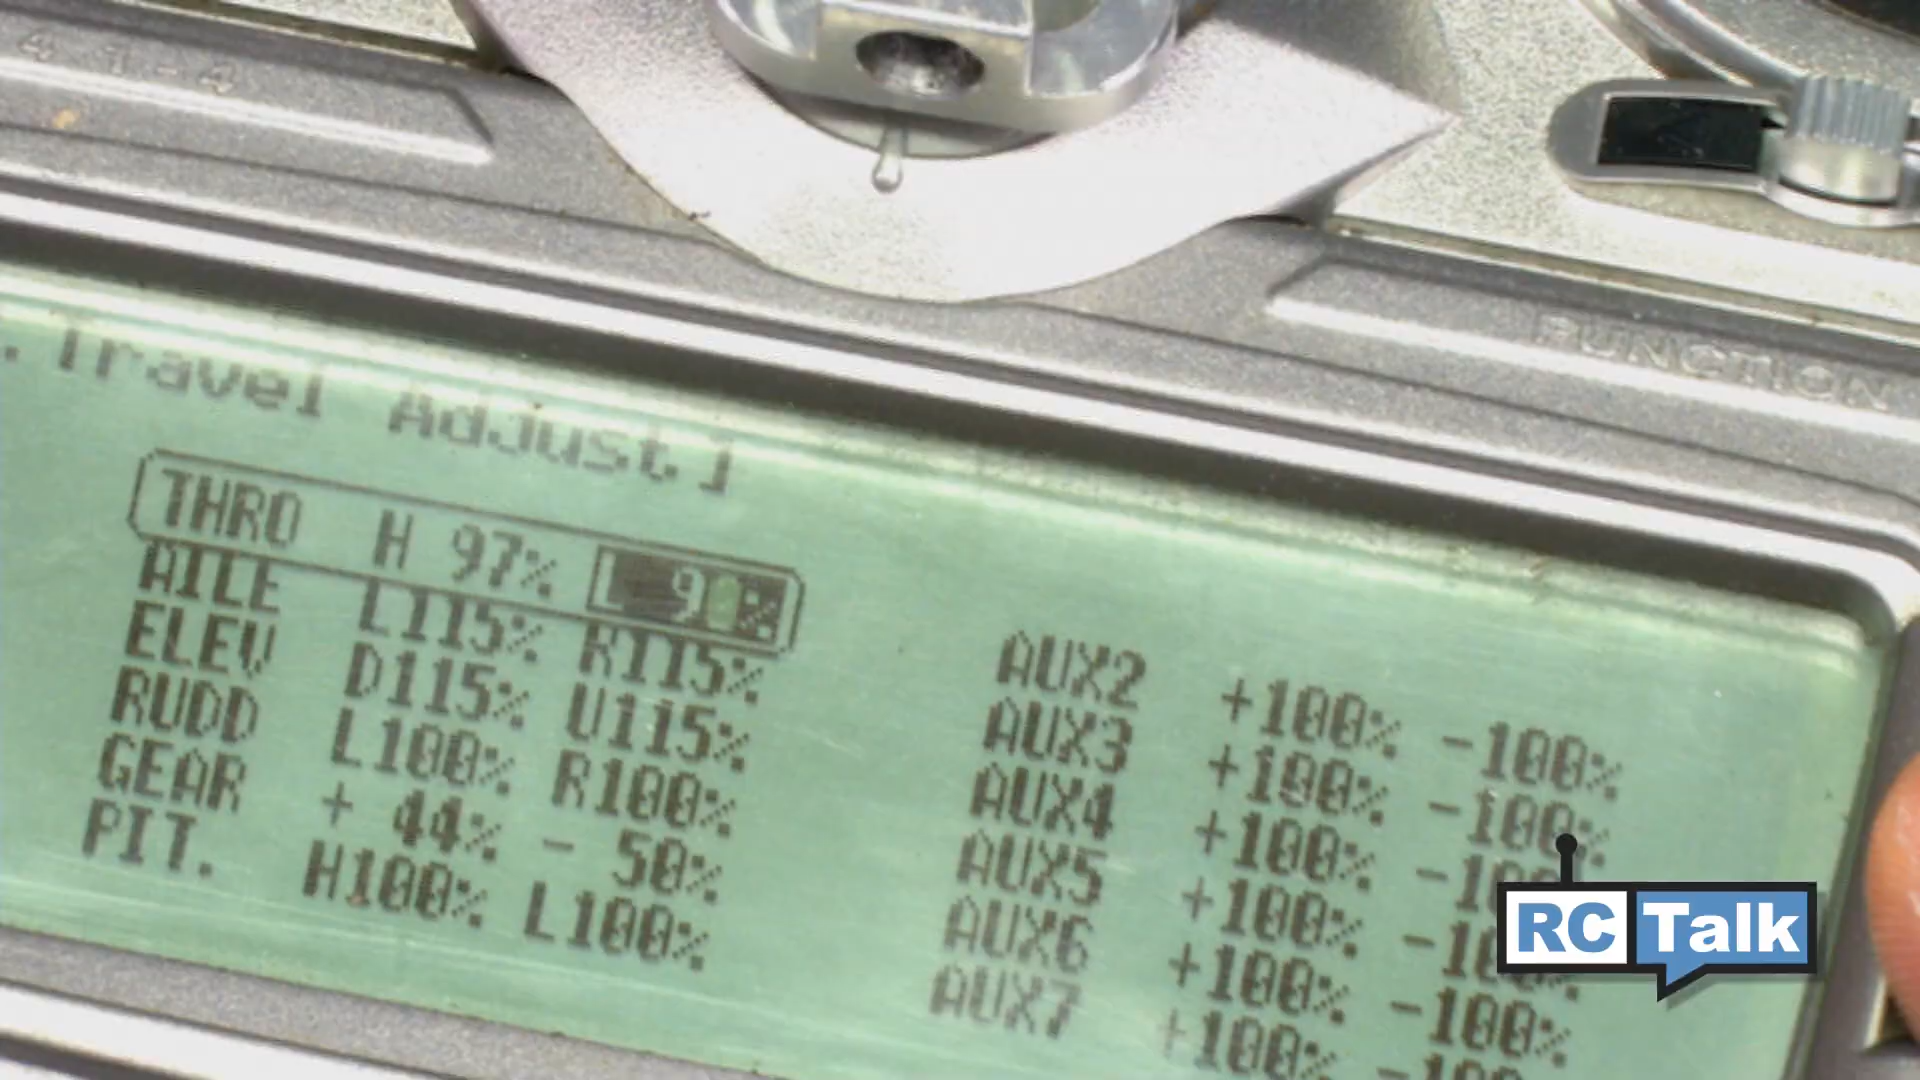 Travel Adjust]
THRO H 97% L
AILE L115% R115%
ELEV D115% U115%
RUDD L100% R100%
GEAR + 44% - 50%
PIT. H100% L100%
AUX2 +100% -100%
AUX3 +100% -100%
AUX4 +100%
AUX5 +100%
AUX6 +100% -100%
AUX7 +100% -100%
FUNCTION
RC Talk